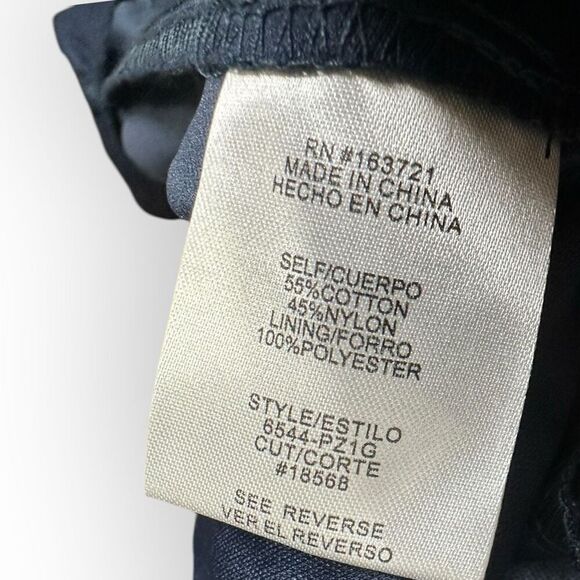 RN #163721
MADE IN CHINA
HECHO EN CHINA
SELF/CUERPO
55%COTTON
45%NYLON
LINING/FORRO
100%POLYESTER
STYLE/ESTILO
6544-PZ1G
CUT/CORTE
#1856B
SEE REVERSE
VER EL REVERSO